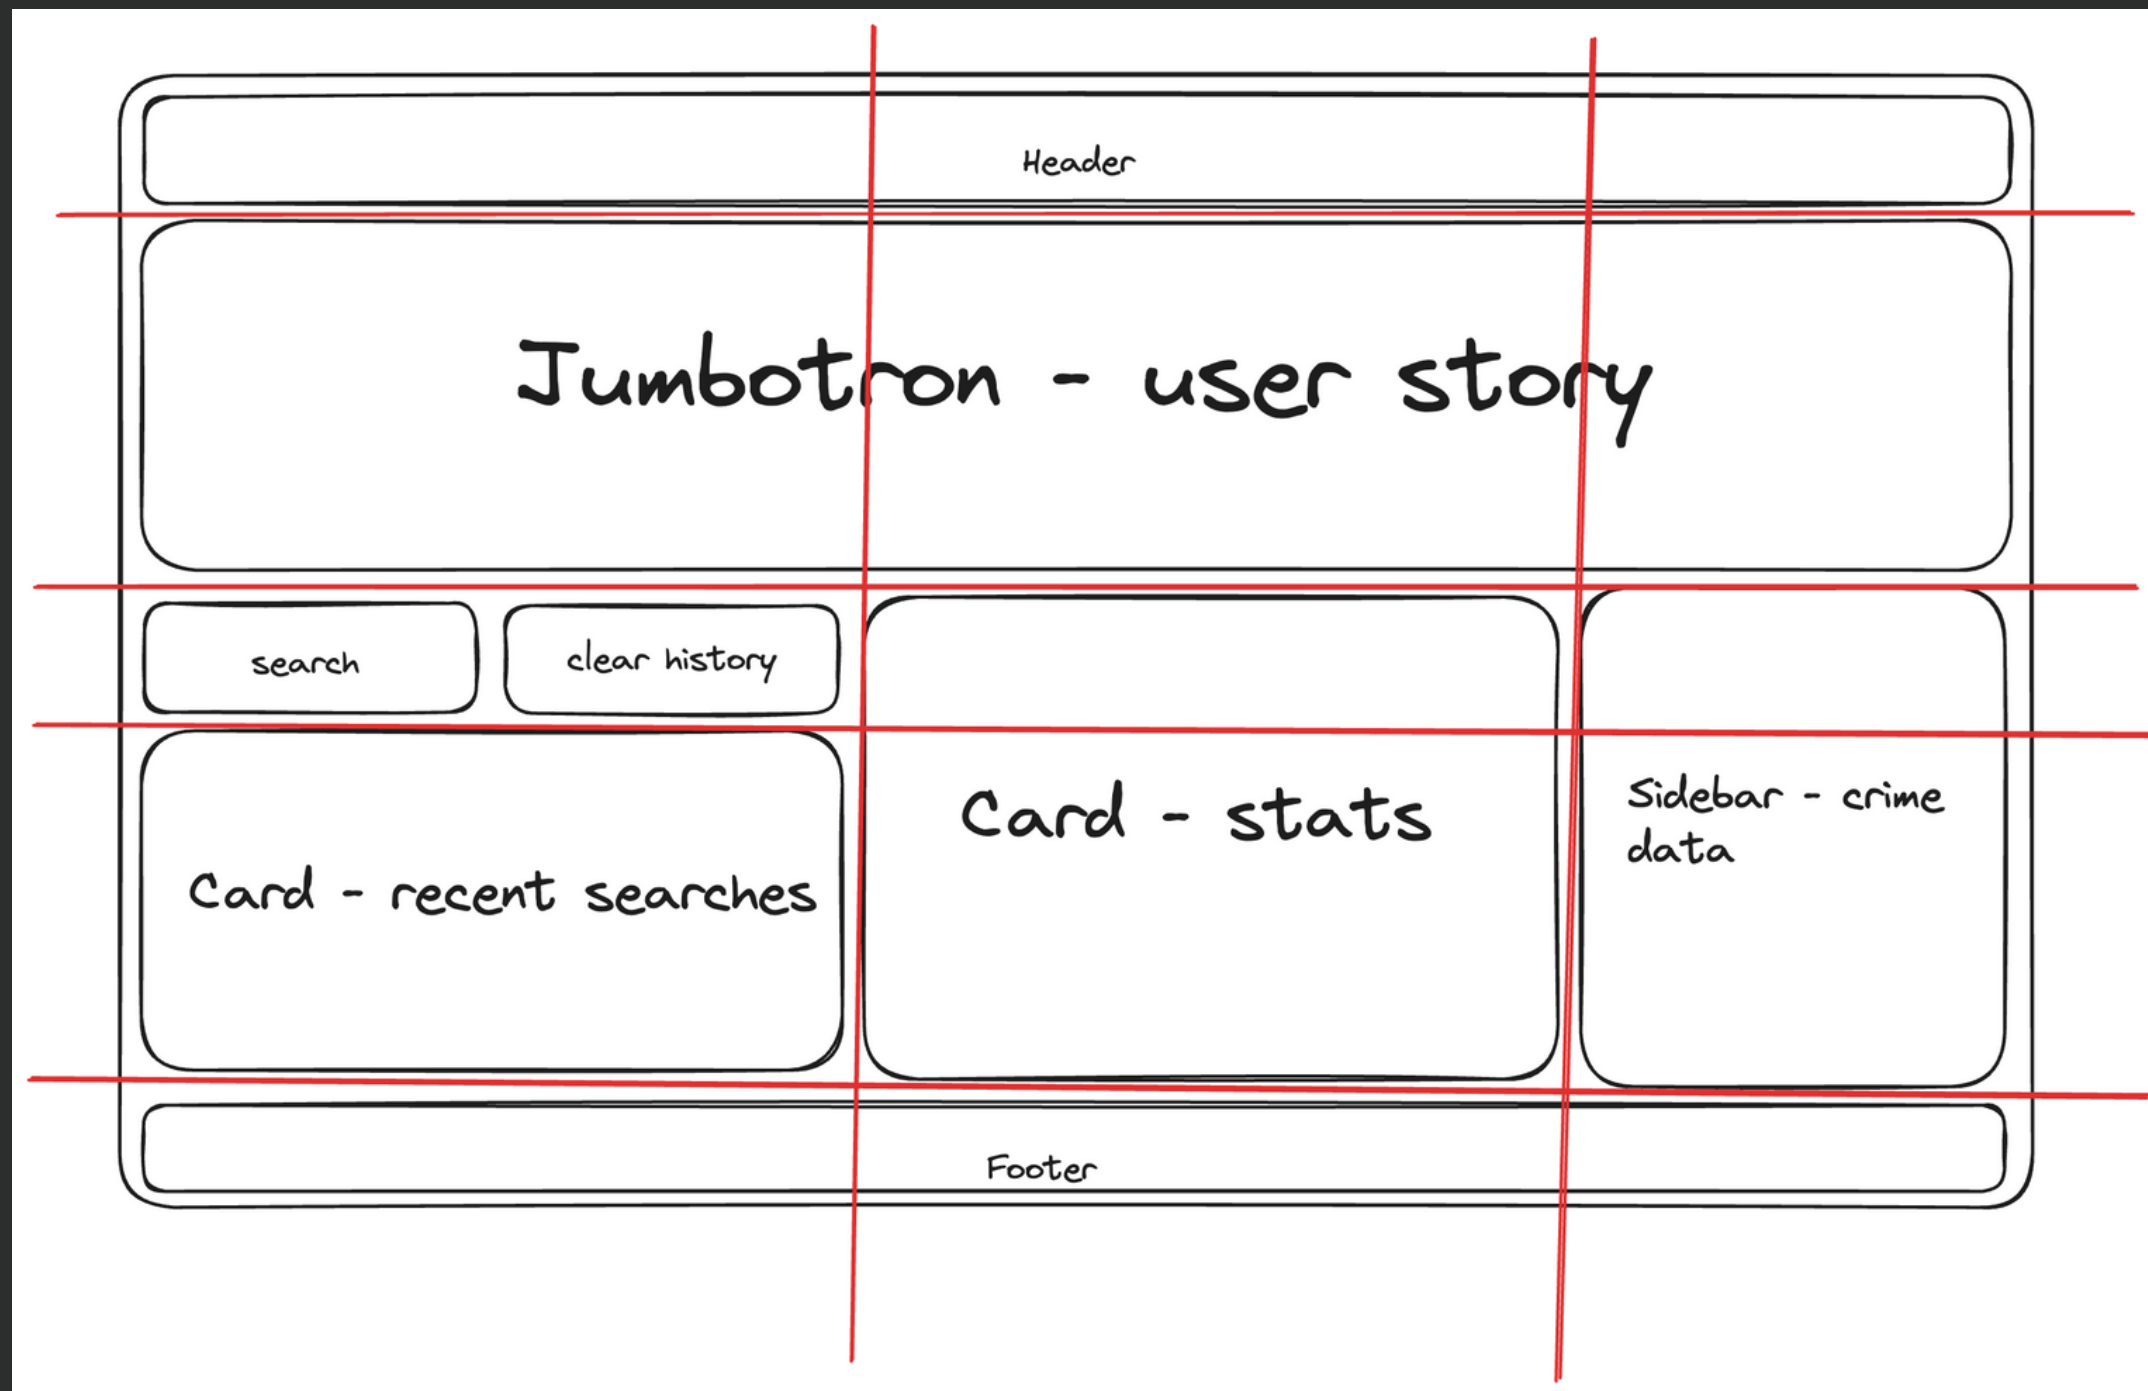 Header
Jumbotron - user story
search
clear history
Card - recent searches
Card - stats
Sidebar - crime
data
Footer